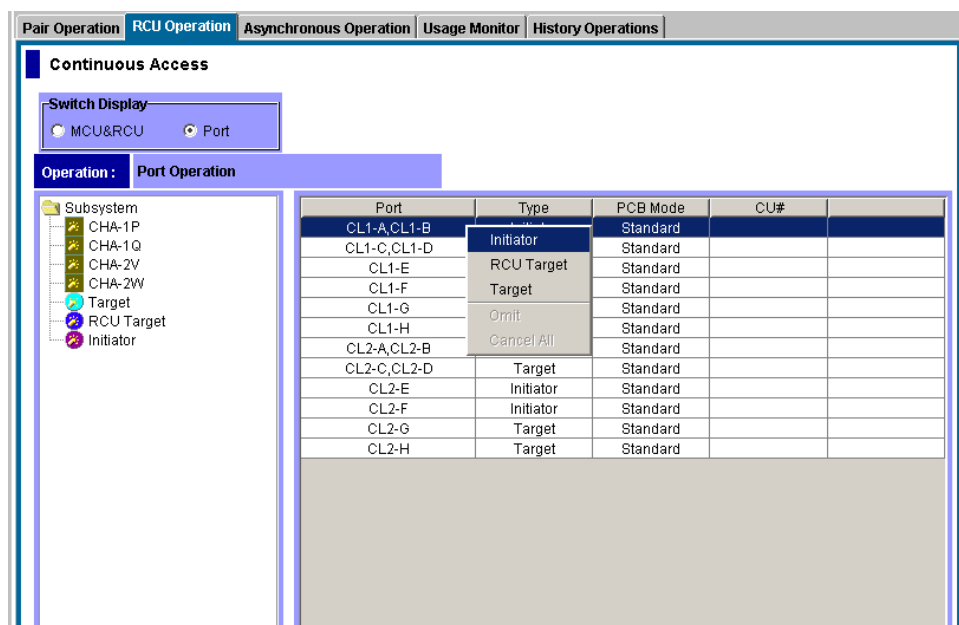 Pair Operation RCU Operation Asynchronous Operation Usage Monitor History Operations
Continuous Access
Switch Display
MCU&RCU Port
Operation : Port Operation
Subsystem
CHA-1P
CHA-1Q
CHA-2V
CHA-2W
Target
RCU Target
Initiator
Port Type PCB Mode CU#
CL1-A,CL1-B Standard
CL1-C,CL1-D Standard
CL1-E Standard
CL1-F Standard
CL1-G Standard
CL1-H Standard
CL2-A,CL2-B Standard
CL2-C,CL2-D Target Standard
CL2-E Initiator Standard
CL2-F Initiator Standard
CL2-G Target Standard
CL2-H Target Standard
Initiator
RCU Target
Target
Omit
Cancel All